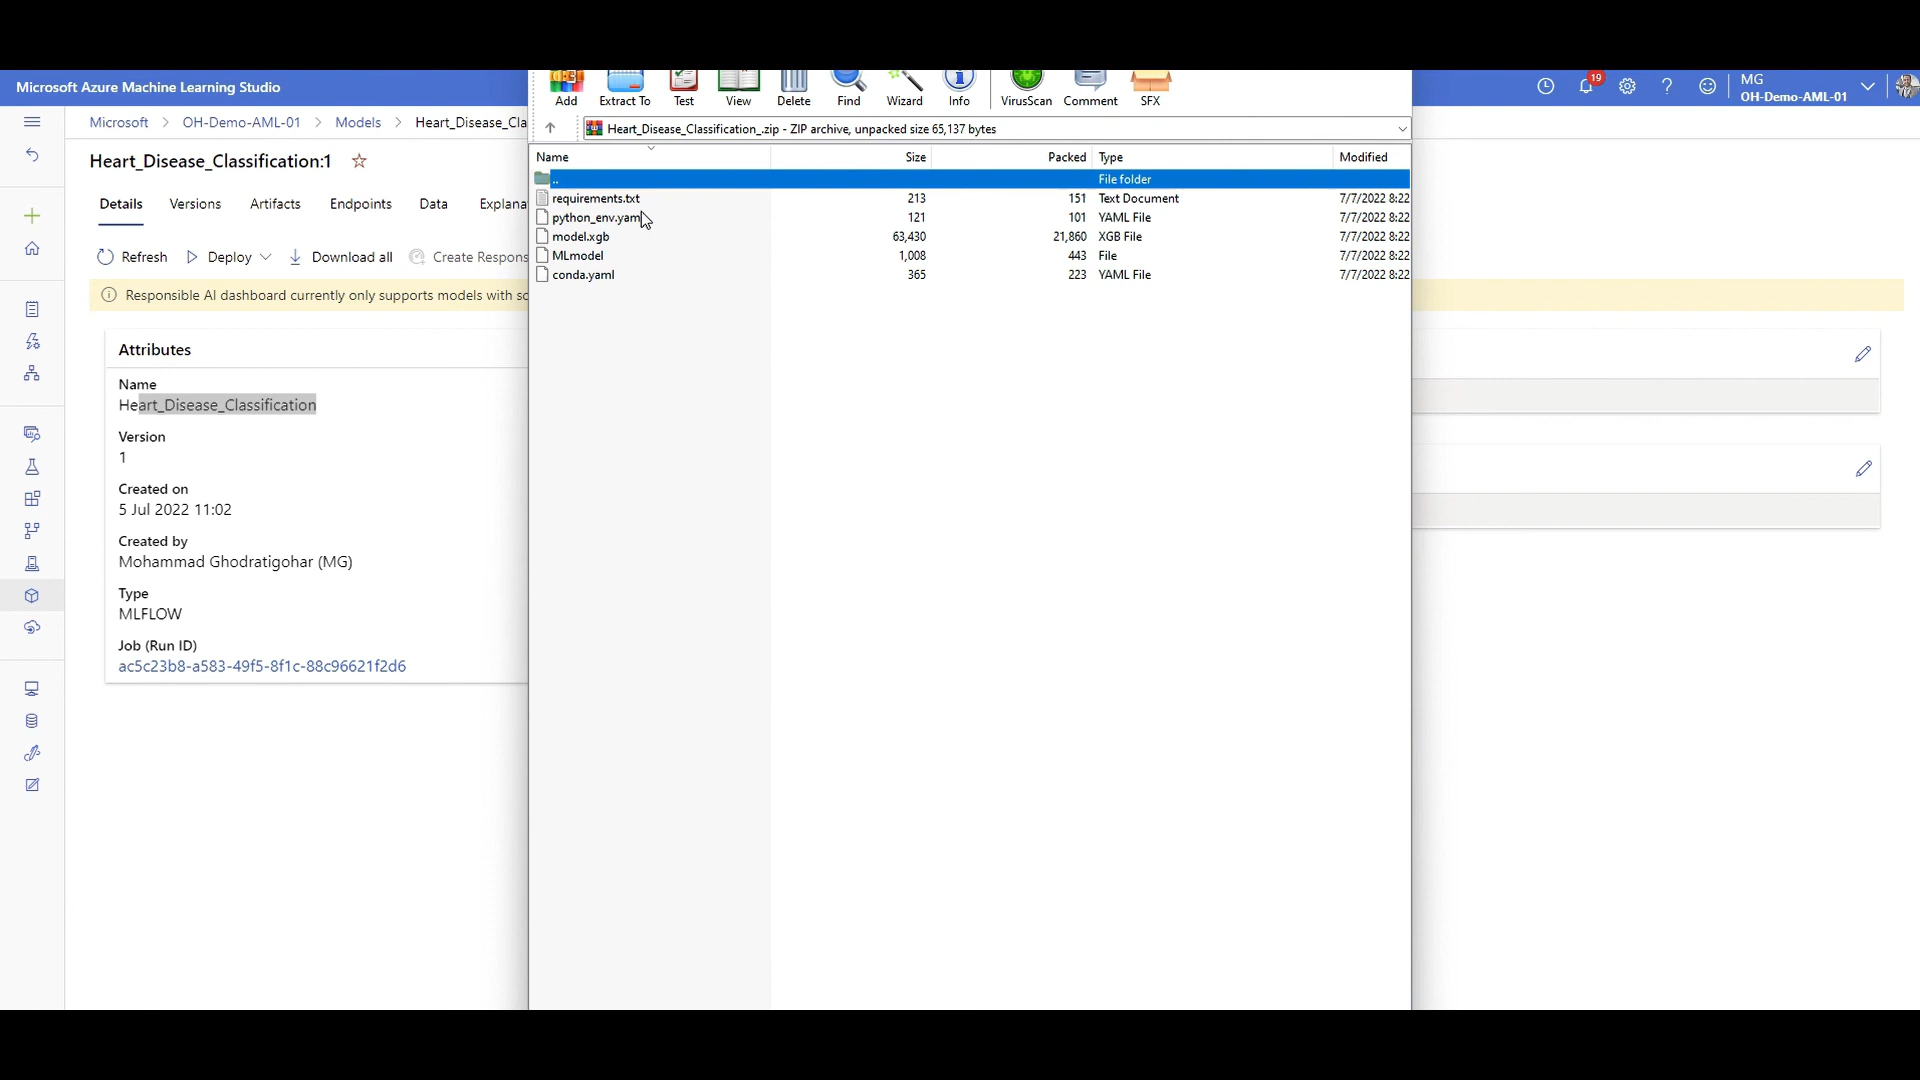 Microsoft Azure Machine Learning Studio
19
MG
OH-Demo-AML-01
Add
Extract To
Test
View
Delete
Find
Wizard
Info
VirusScan
Comment
SFX
Microsoft > OH-Demo-AML-01 > Models > Heart_Disease_Cla
Heart_Disease_Classification_.zip - ZIP archive, unpacked size 65,137 bytes
Heart_Disease_Classification:1
Details Versions Artifacts Endpoints Data Explana
Refresh Deploy Download all Create Respons
Responsible AI dashboard currently only supports models with sc
Attributes
Name
Heart_Disease_Classification
Version
1
Created on
5 Jul 2022 11:02
Created by
Mohammad Ghodratigohar (MG)
Type
MLFLOW
Job (Run ID)
ac5c23b8-a583-49f5-8f1c-88c96621f2d6
Name Size Packed Type Modified
.. File folder
requirements.txt 213 151 Text Document 7/7/2022 8:22
python_env.yaml 121 101 YAML File 7/7/2022 8:22
model.xgb 63,430 21,860 XGB File 7/7/2022 8:22
MLmodel 1,008 443 File 7/7/2022 8:22
conda.yaml 365 223 YAML File 7/7/2022 8:22